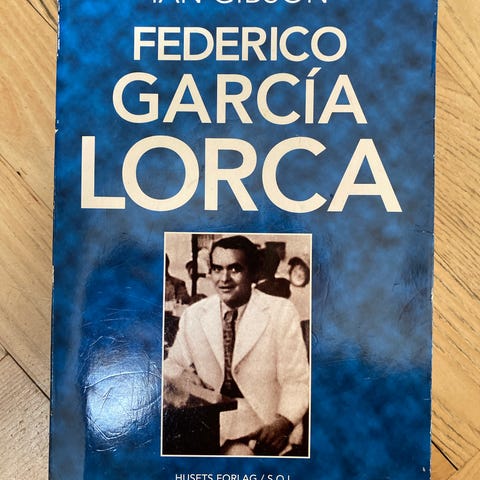 IAN GIBSON
FEDERICO
GARCÍA
LORCA
HUSETS FORLAG / S.O.L.